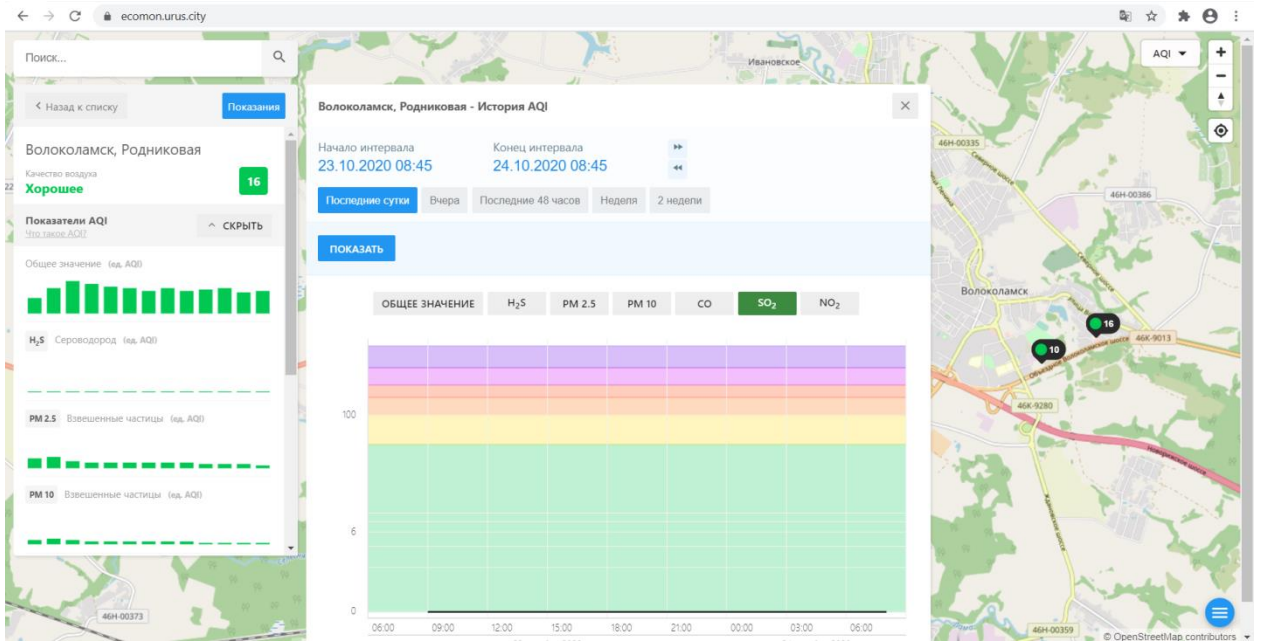 ecomon.urus.city
Поиск...
Ивановское
AQI
Назад к списку
Показания
Волоколамск, Родниковая - История AQI
Волоколамск, Родниковая
Качество воздуха
Хорошее
16
Начало интервала
Конец интервала
23.10.2020 08:45
24.10.2020 08:45
Последние сутки
Вчера
Последние 48 часов
Неделя
2 недели
Показатели AQI
Что такое AQI?
СКРЫТЬ
ПОКАЗАТЬ
Общее значение (ед. AQI)
ОБЩЕЕ ЗНАЧЕНИЕ
H₂S
PM 2.5
PM 10
CO
SO₂
NO₂
H₂S Сероводород (ед. AQI)
PM 2.5 Взвешенные частицы (ед. AQI)
PM 10 Взвешенные частицы (ед. AQI)
100
6
0
06:00
09:00
12:00
15:00
18:00
21:00
00:00
03:00
06:00
46Н-00335
Северное шоссе
46Н-00386
Волоколамск
16
10
46К-9013
46К-9280
Новорижское шоссе
Ждановское шоссе
46Н-00373
46Н-00359
© OpenStreetMap contributors